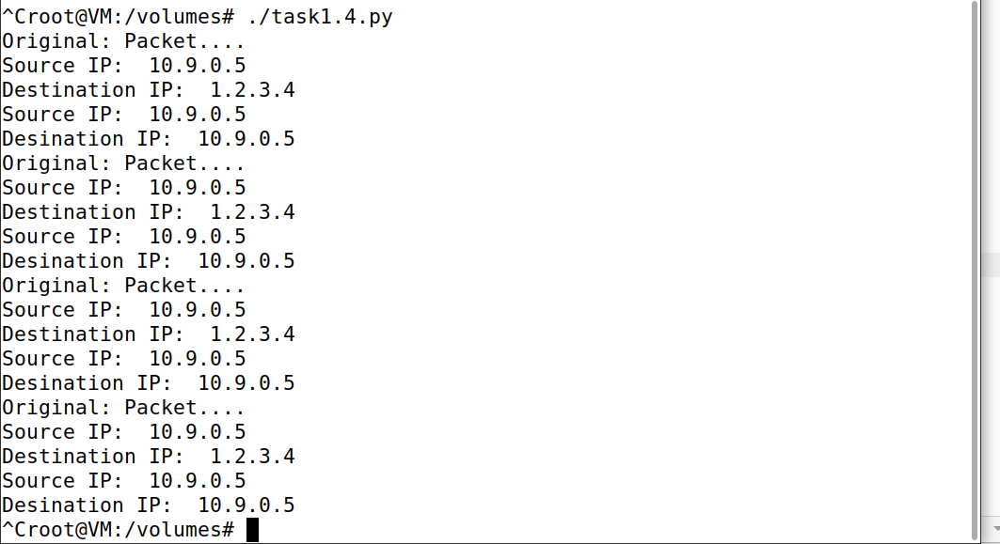 ^Croot@VM:/volumes# ./task1.4.py
Original: Packet....
Source IP:  10.9.0.5
Destination IP:  1.2.3.4
Source IP:  10.9.0.5
Desination IP:  10.9.0.5
Original: Packet....
Source IP:  10.9.0.5
Destination IP:  1.2.3.4
Source IP:  10.9.0.5
Desination IP:  10.9.0.5
Original: Packet....
Source IP:  10.9.0.5
Destination IP:  1.2.3.4
Source IP:  10.9.0.5
Desination IP:  10.9.0.5
Original: Packet....
Source IP:  10.9.0.5
Destination IP:  1.2.3.4
Source IP:  10.9.0.5
Desination IP:  10.9.0.5
^Croot@VM:/volumes#